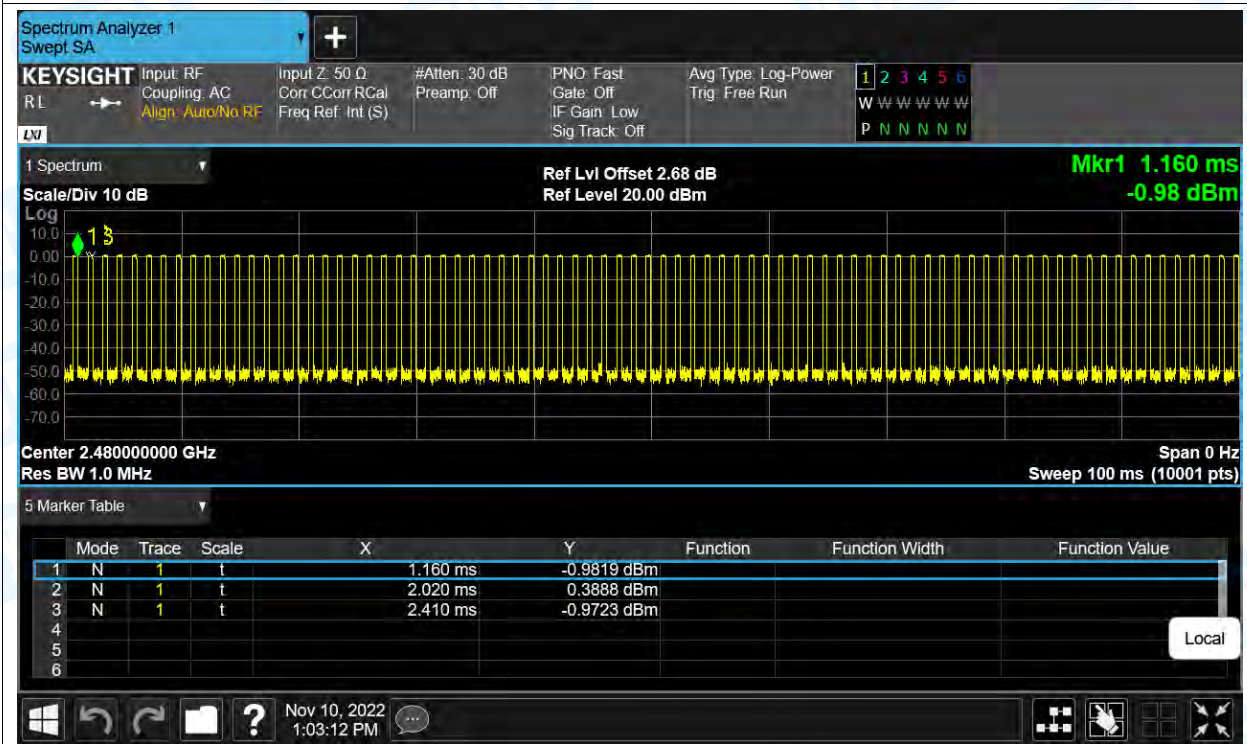 Spectrum Analyzer 1
Swept SA
+
KEYSIGHT Input: RF Input Z: 50 Ω #Atten: 30 dB PNO: Fast Avg Type: Log-Power 1 2 3 4 5 6
R L Coupling: AC Corr CCorr RCal Preamp: Off Gate: Off Trig: Free Run W W W W W W
Align: Auto/No RF Freq Ref: Int (S) IF Gain: Low
LXI Sig Track: Off P N N N N N
1 Spectrum Ref Lvl Offset 2.68 dB Mkr1 1.160 ms
Scale/Div 10 dB Ref Level 20.00 dBm -0.98 dBm
Log
10.0
1 3
0.00
-10.0
-20.0
-30.0
-40.0
-50.0
-60.0
-70.0
Center 2.480000000 GHz Span 0 Hz
Res BW 1.0 MHz Sweep 100 ms (10001 pts)
5 Marker Table
Mode Trace Scale X Y Function Function Width Function Value
1 N 1 t 1.160 ms -0.9819 dBm
2 N 1 t 2.020 ms 0.3888 dBm
3 N 1 t 2.410 ms -0.9723 dBm
4
5
6
Local
? Nov 10, 2022
1:03:12 PM